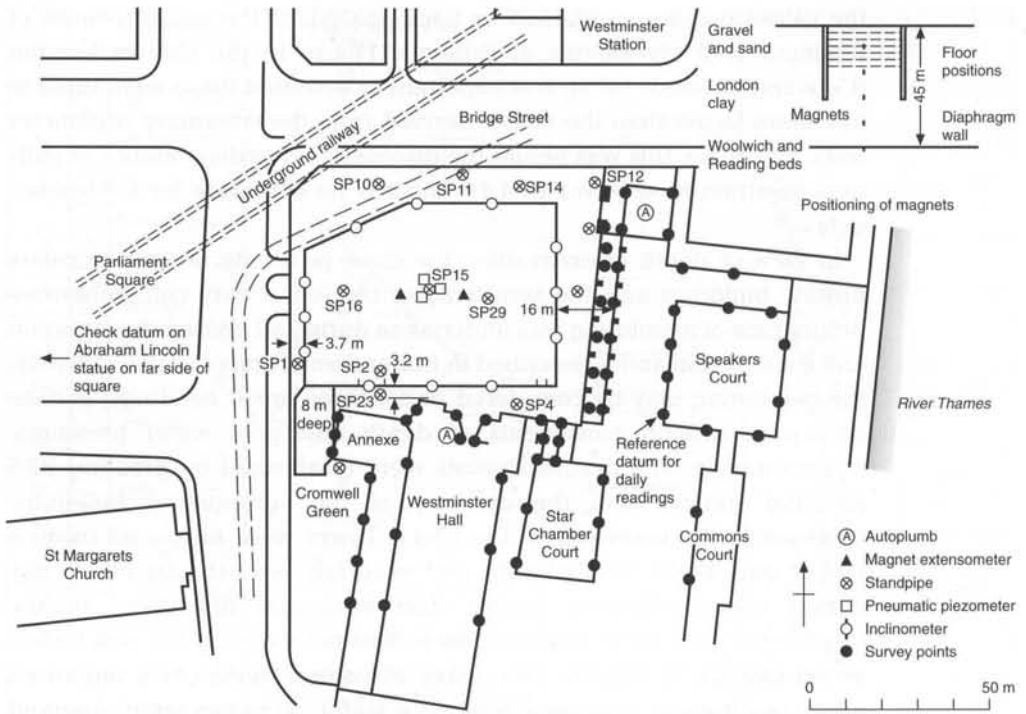 Westminster
Station
Gravel
and sand
London
clay
Magnets
45 m
Floor
positions
Diaphragm
wall
Woolwich and
Reading beds
Positioning of magnets
Underground railway
Bridge Street
SP10
SP11
SP14
SP12
A
Parliament
Square
SP15
SP16
SP29
16 m
Check datum on
Abraham Lincoln
statue on far side of
square
3.7 m
SP1
SP2
3.2 m
Speakers
Court
River Thames
8 m
deep
SP23
SP4
Annexe
A
Reference
datum for
daily
readings
Cromwell
Green
Westminster
Hall
Star
Chamber
Court
Commons
Court
St Margarets
Church
A Autoplumb
Magnet extensometer
Standpipe
Pneumatic piezometer
Inclinometer
Survey points
0 50 m